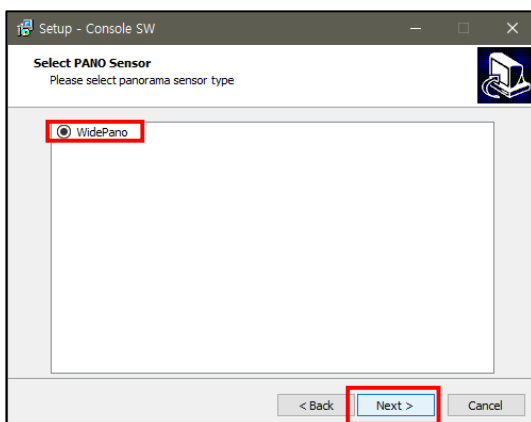 Setup - Console SW
Select PANO Sensor
Please select panorama sensor type
WidePano
< Back
Next >
Cancel